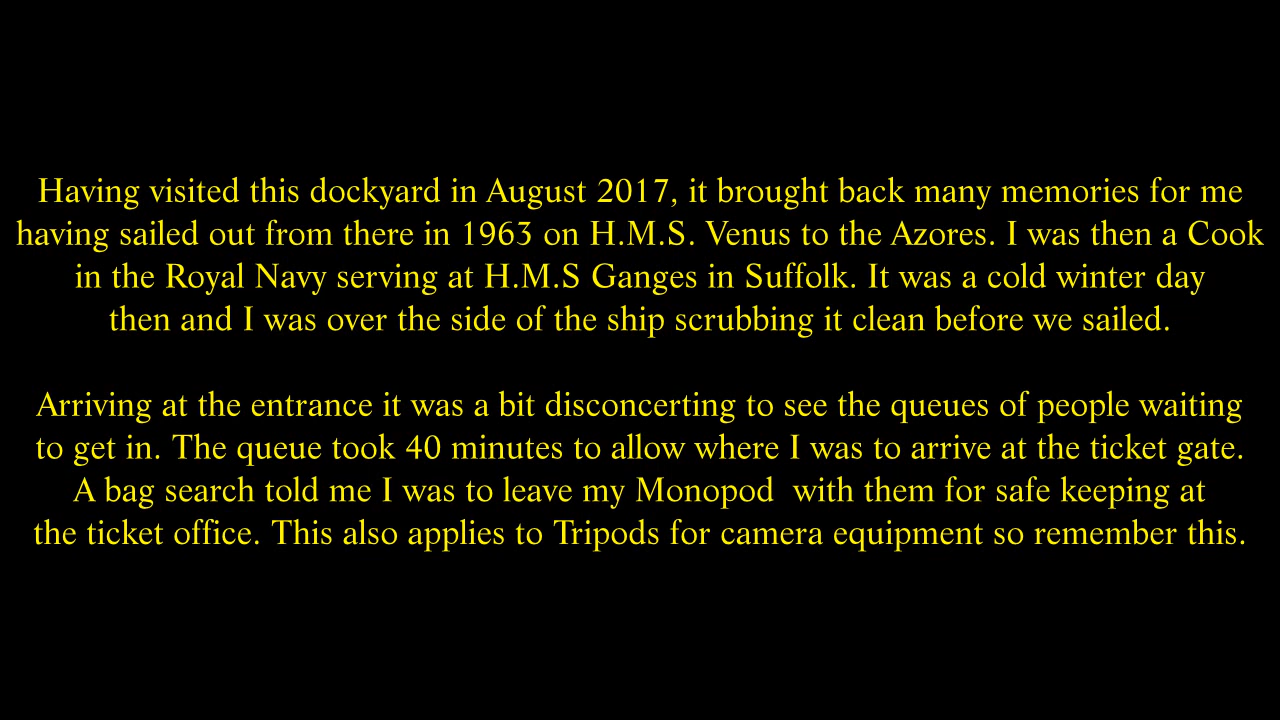 Having visited this dockyard in August 2017, it brought back many memories for me
having sailed out from there in 1963 on H.M.S. Venus to the Azores. I was then a Cook
in the Royal Navy serving at H.M.S Ganges in Suffolk. It was a cold winter day
then and I was over the side of the ship scrubbing it clean before we sailed.
Arriving at the entrance it was a bit disconcerting to see the queues of people waiting
to get in. The queue took 40 minutes to allow where I was to arrive at the ticket gate.
A bag search told me I was to leave my Monopod  with them for safe keeping at
the ticket office. This also applies to Tripods for camera equipment so remember this.